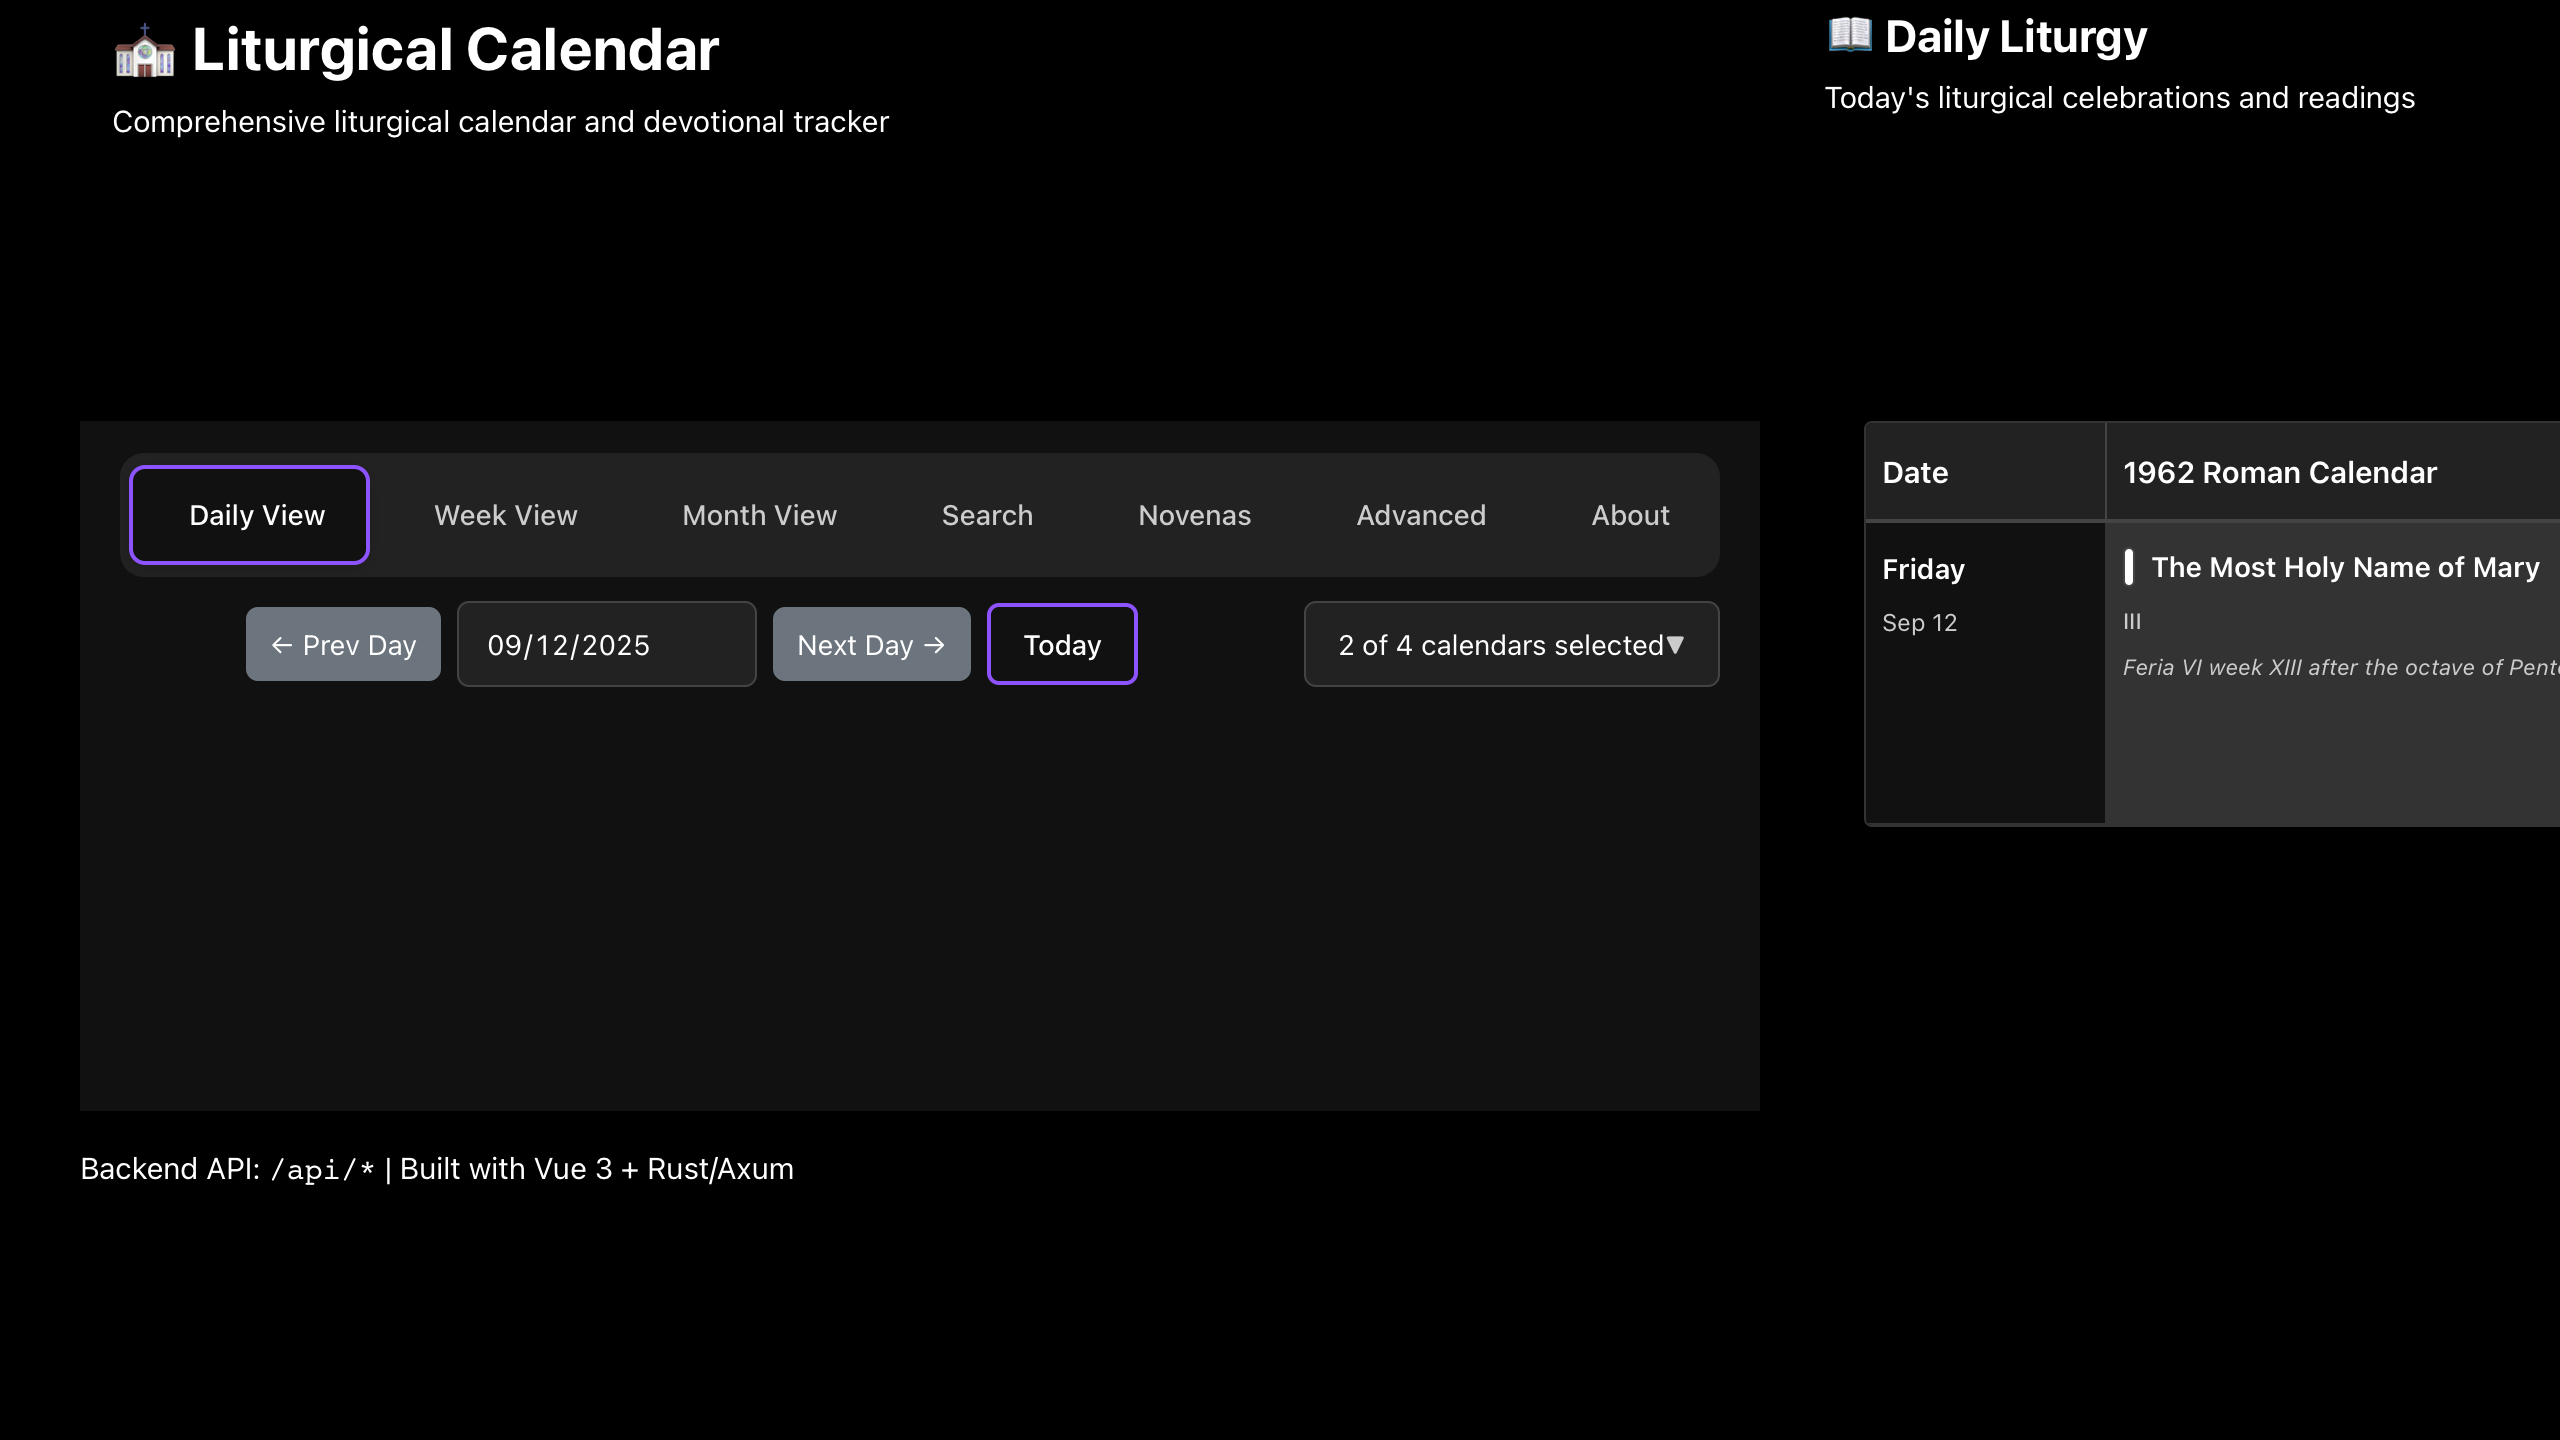 Liturgical Calendar
Comprehensive liturgical calendar and devotional tracker
Daily View
Week View
Month View
Search
Novenas
Advanced
About
← Prev Day
09/12/2025
Next Day →
Today
2 of 4 calendars selected▼
Backend API: /api/* | Built with Vue 3 + Rust/Axum
Daily Liturgy
Today's liturgical celebrations and readings
Date
1962 Roman Calendar
Friday
Sep 12
The Most Holy Name of Mary
III
Feria VI week XIII after the octave of